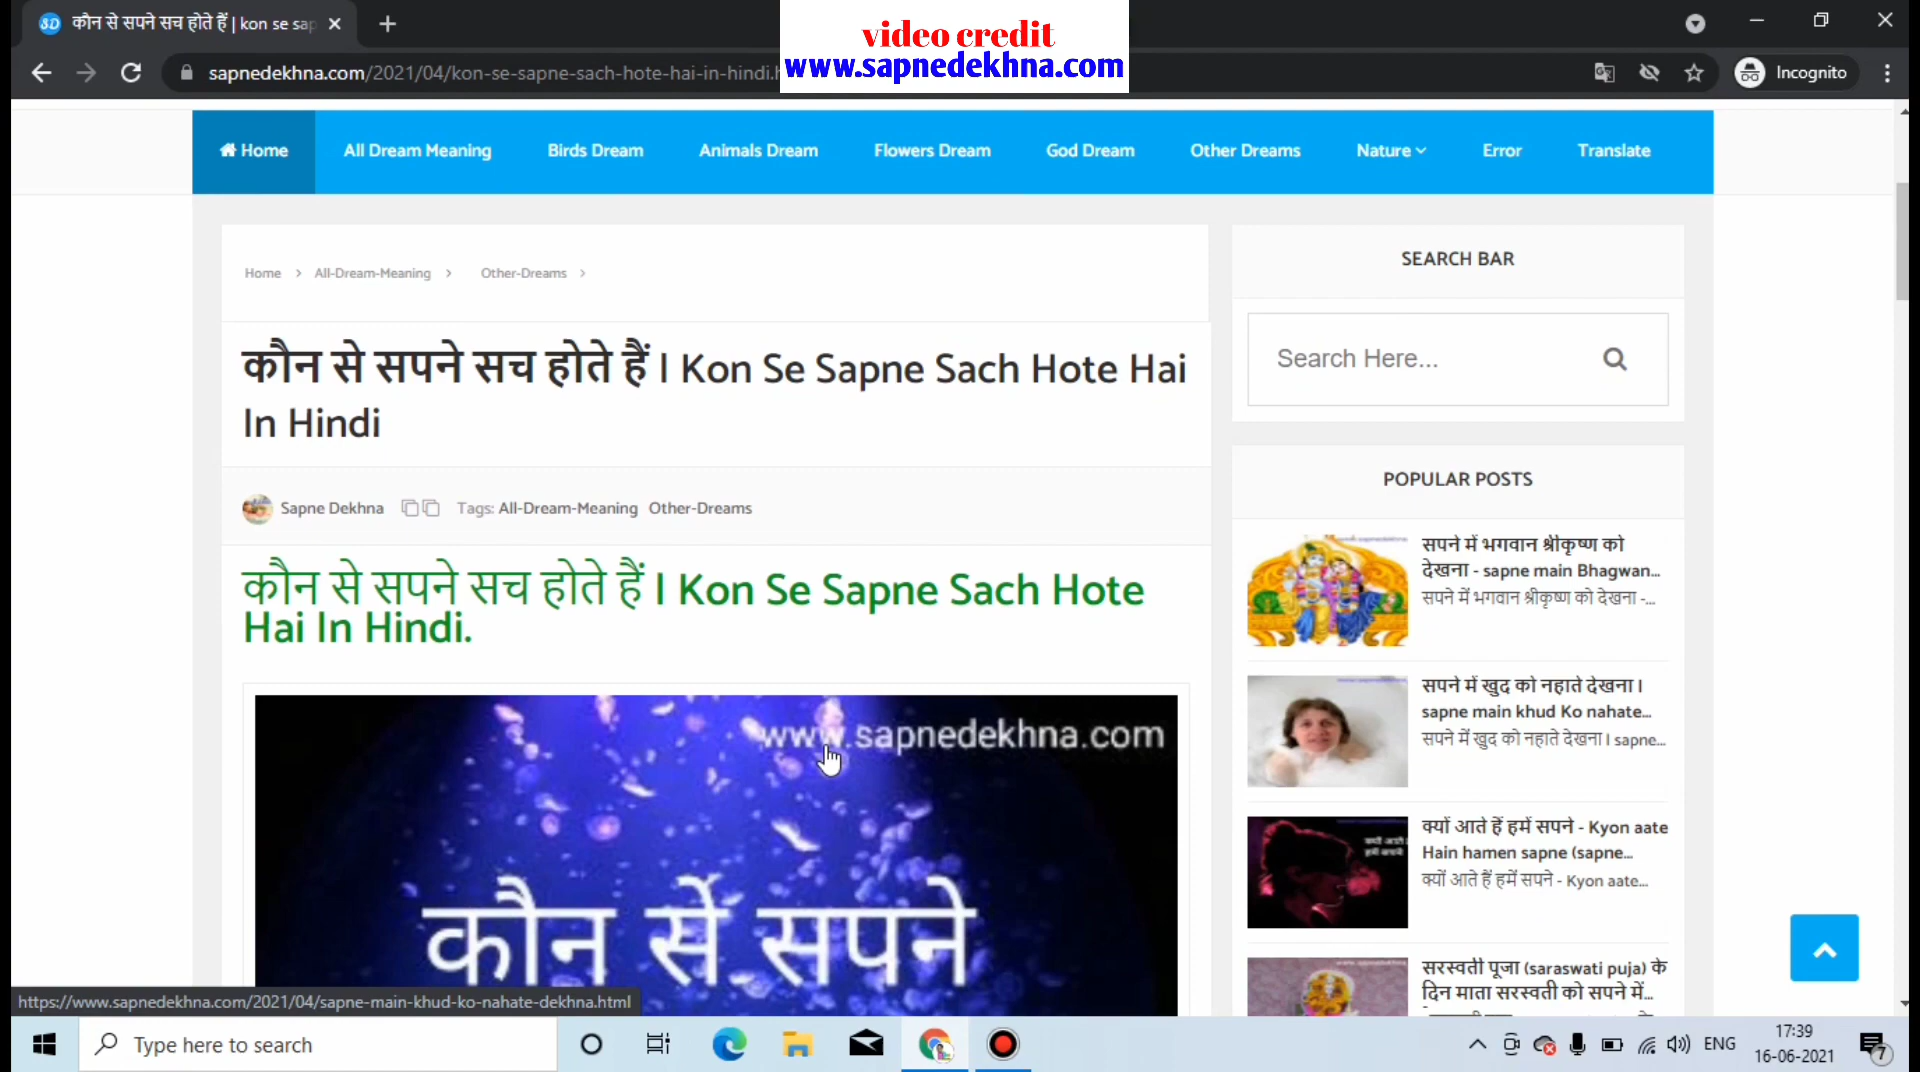 कौन से सपने सच होते हैं | kon se sap
video credit
www.sapnedekhna.com
sapnedekhna.com/2021/04/kon-se-sapne-sach-hote-hai-in-hindi.
Incognito
Home
All Dream Meaning
Birds Dream
Animals Dream
Flowers Dream
God Dream
Other Dreams
Nature
Error
Translate
Home > All-Dream-Meaning > Other-Dreams >
कौन से सपने सच होते हैं | Kon Se Sapne Sach Hote Hai
In Hindi
Sapne Dekhna Tags: All-Dream-Meaning Other-Dreams
कौन से सपने सच होते हैं I Kon Se Sapne Sach Hote
Hai In Hindi.
www.sapnedekhna.com
कौन से सपने
SEARCH BAR
Search Here...
POPULAR POSTS
सपने में भगवान श्रीकृष्ण को
देखना - sapne main Bhagwan...
सपने में भगवान श्रीकृष्ण को देखना -...
सपने में खुद को नहाते देखना I
sapne main khud Ko nahate...
सपने में खुद को नहाते देखना I sapne...
क्यों आते हैं हमें सपने - Kyon aate
Hain hamen sapne (sapne...
क्यों आते हैं हमें सपने - Kyon aate...
सरस्वती पूजा (saraswati puja) के
दिन माता सरस्वती को सपने में...
https://www.sapnedekhna.com/2021/04/sapne-main-khud-ko-nahate-dekhna.html
Type here to search
ENG
17:39
16-06-2021
7